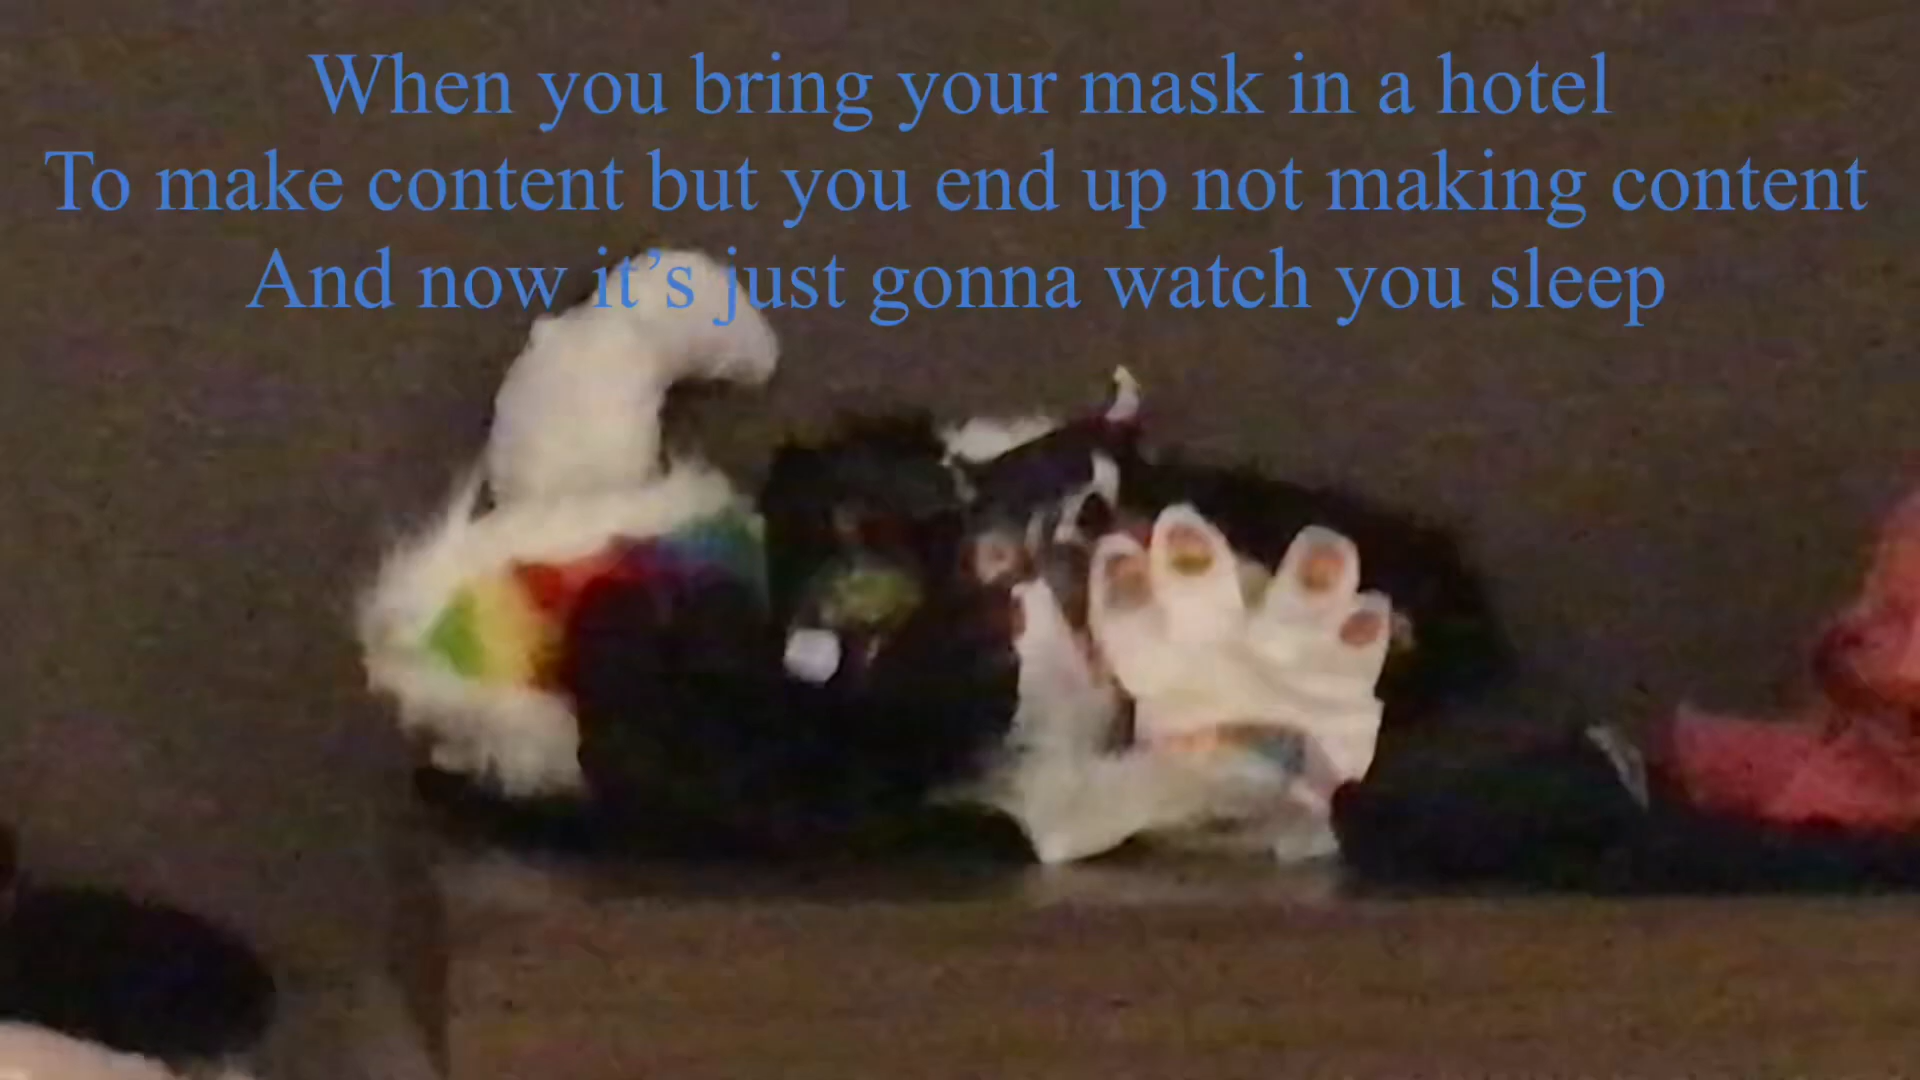 When you bring your mask in a hotel
To make content but you end up not making content
And now it’s just gonna watch you sleep